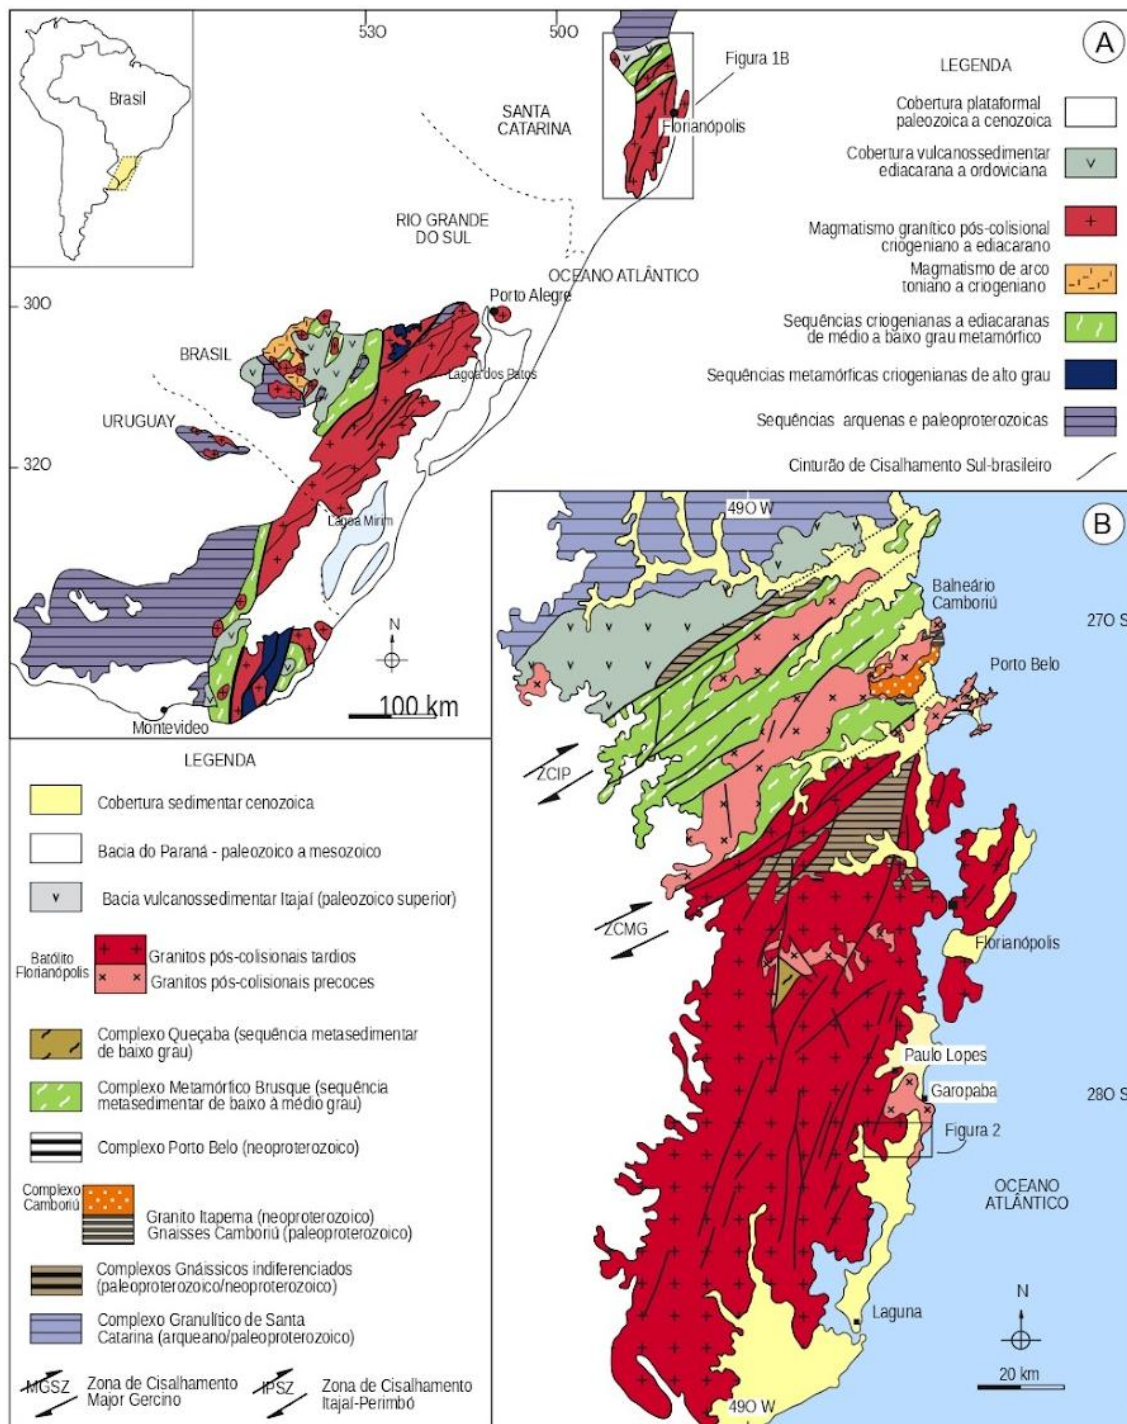 530
500
A
Brasil
Figura 1B
SANTA
CATARINA
Florianópolis
RIO GRANDE
DO SUL
OCEANO ATLÂNTICO
300
Porto Alegre
BRASIL
Lagoa dos Patos
URUGUAY
320
Lagoa Mirim
N
100 km
Montevideo
LEGENDA
Cobertura plataformal
paleozoica a cenozoica
Cobertura vulcanossedimentar
ediacarana a ordoviciana
Magmatismo granítico pós-colisional
criogeniano a ediacarano
Magmatismo de arco
toniano a criogeniano
Sequências criogenianas a ediacaranas
de médio a baixo grau metamórfico
Sequências metamórficas criogenianas de alto grau
Sequências arquenas e paleoproterozoicas
Cinturão de Cisalhamento Sul-brasileiro
LEGENDA
Cobertura sedimentar cenozoica
Bacia do Paraná - paleozoico a mesozoico
Bacia vulcanossedimentar Itajaí (paleozoico superior)
Batólito
Florianópolis
Granitos pós-colisionais tardios
Granitos pós-colisionais precoces
Complexo Queçaba (sequência metasedimentar
de baixo grau)
Complexo Metamórfico Brusque (sequência
metasedimentar de baixo à médio grau)
Complexo Porto Belo (neoproterozoico)
Complexo
Camboriú
Granito Itapema (neoproterozoico)
Gnaisses Camboriú (paleoproterozoico)
Complexos Gnáissicos indiferenciados
(paleoproterozoico/neoproterozoico)
Complexo Granulítico de Santa
Catarina (arqueano/paleoproterozoico)
MGSZ
Zona de Cisalhamento
Major Gercino
IPSZ
Zona de Cisalhamento
Itajaí-Perimbó
B
490 W
Balneário
Camboriú
270 S
Porto Belo
ZCIP
ZCMG
Florianópolis
Paulo Lopes
Garopaba
280 S
Figura 2
OCEANO
ATLÂNTICO
Laguna
N
20 km
490 W